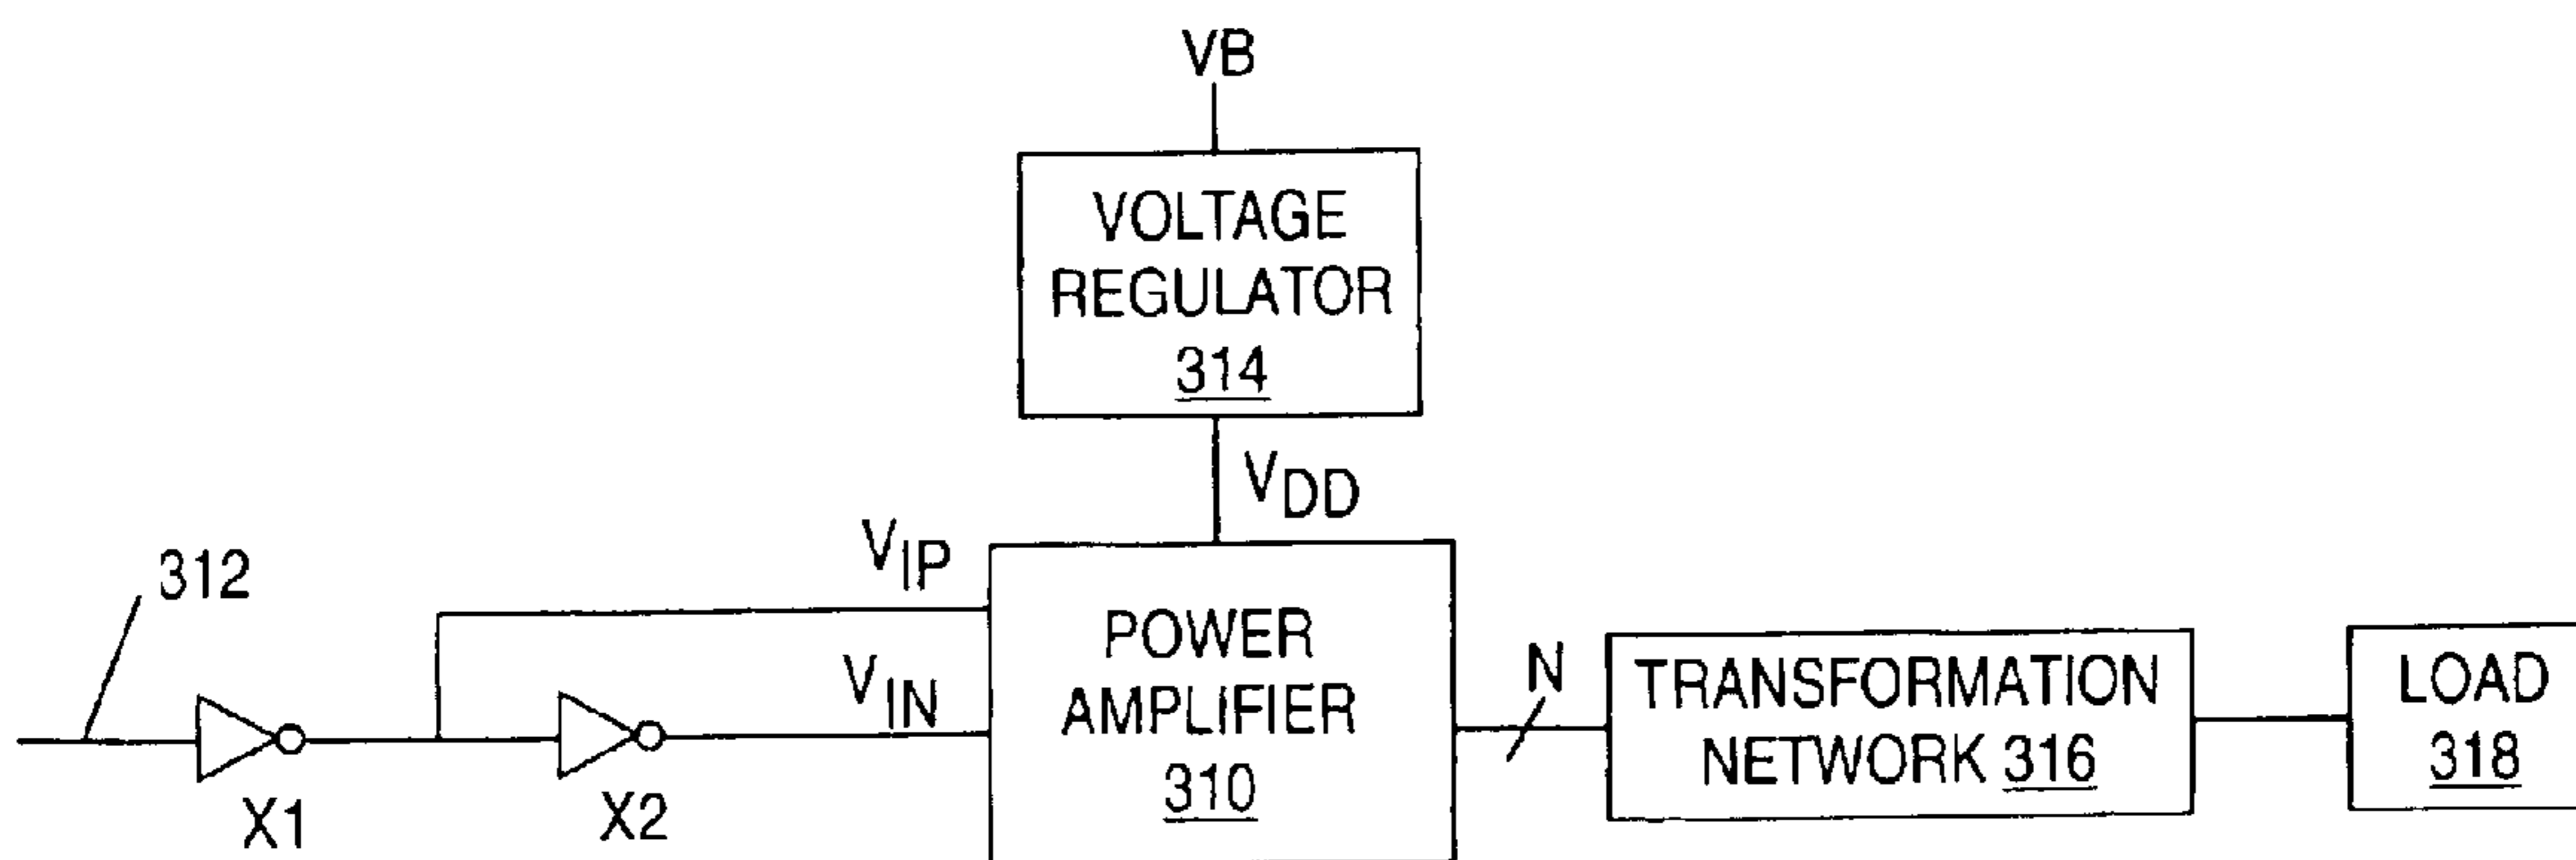 VB
VOLTAGE
REGULATOR
314
VDD
312
VIP
VIN
X1
X2
POWER
AMPLIFIER
310
N
TRANSFORMATION
NETWORK 316
LOAD
318